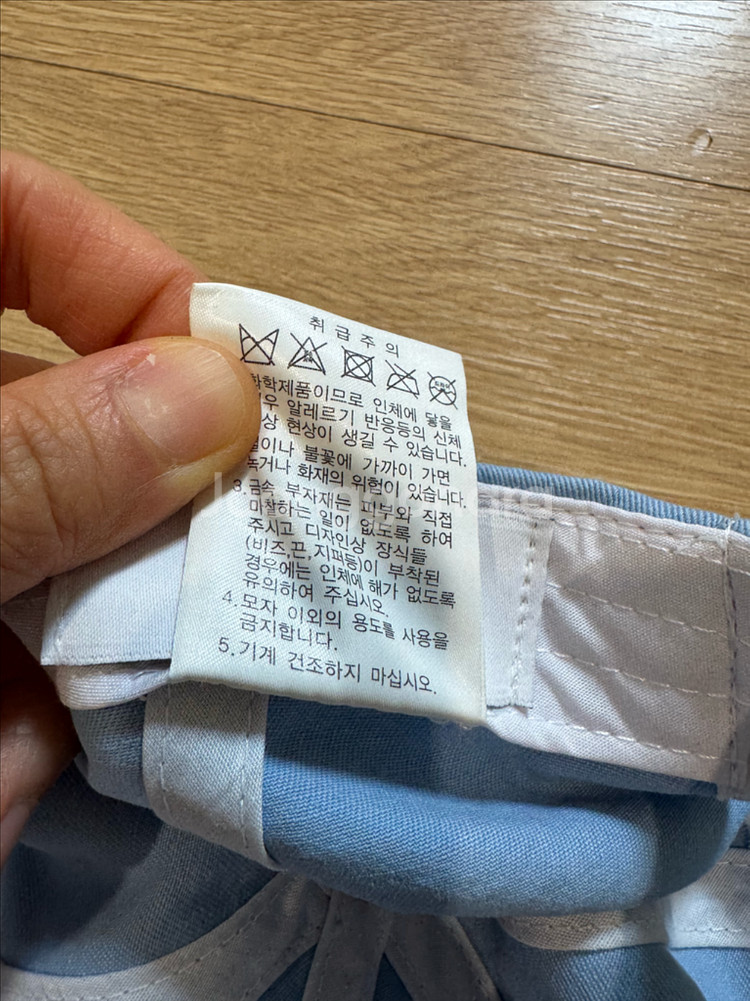 취급주의
화학제품이므로 인체에 닿을
알레르기 반응등의 신체
현상이 생길 수 있습니다.
불꽃에 가까이 가면
녹거나 화재의 위험이 있습니다.
3.금속 부자재는 피부와 직접
마찰하는 일이 없도록 하여
주시고 디자인상 장식들
(비즈,끈,지퍼등)이 부착된
경우에는 인체에 해가 없도록
유의하여 주십시오.
4.모자 이외의 용도를 사용을
금지합니다.
5.기계 건조하지 마십시오.